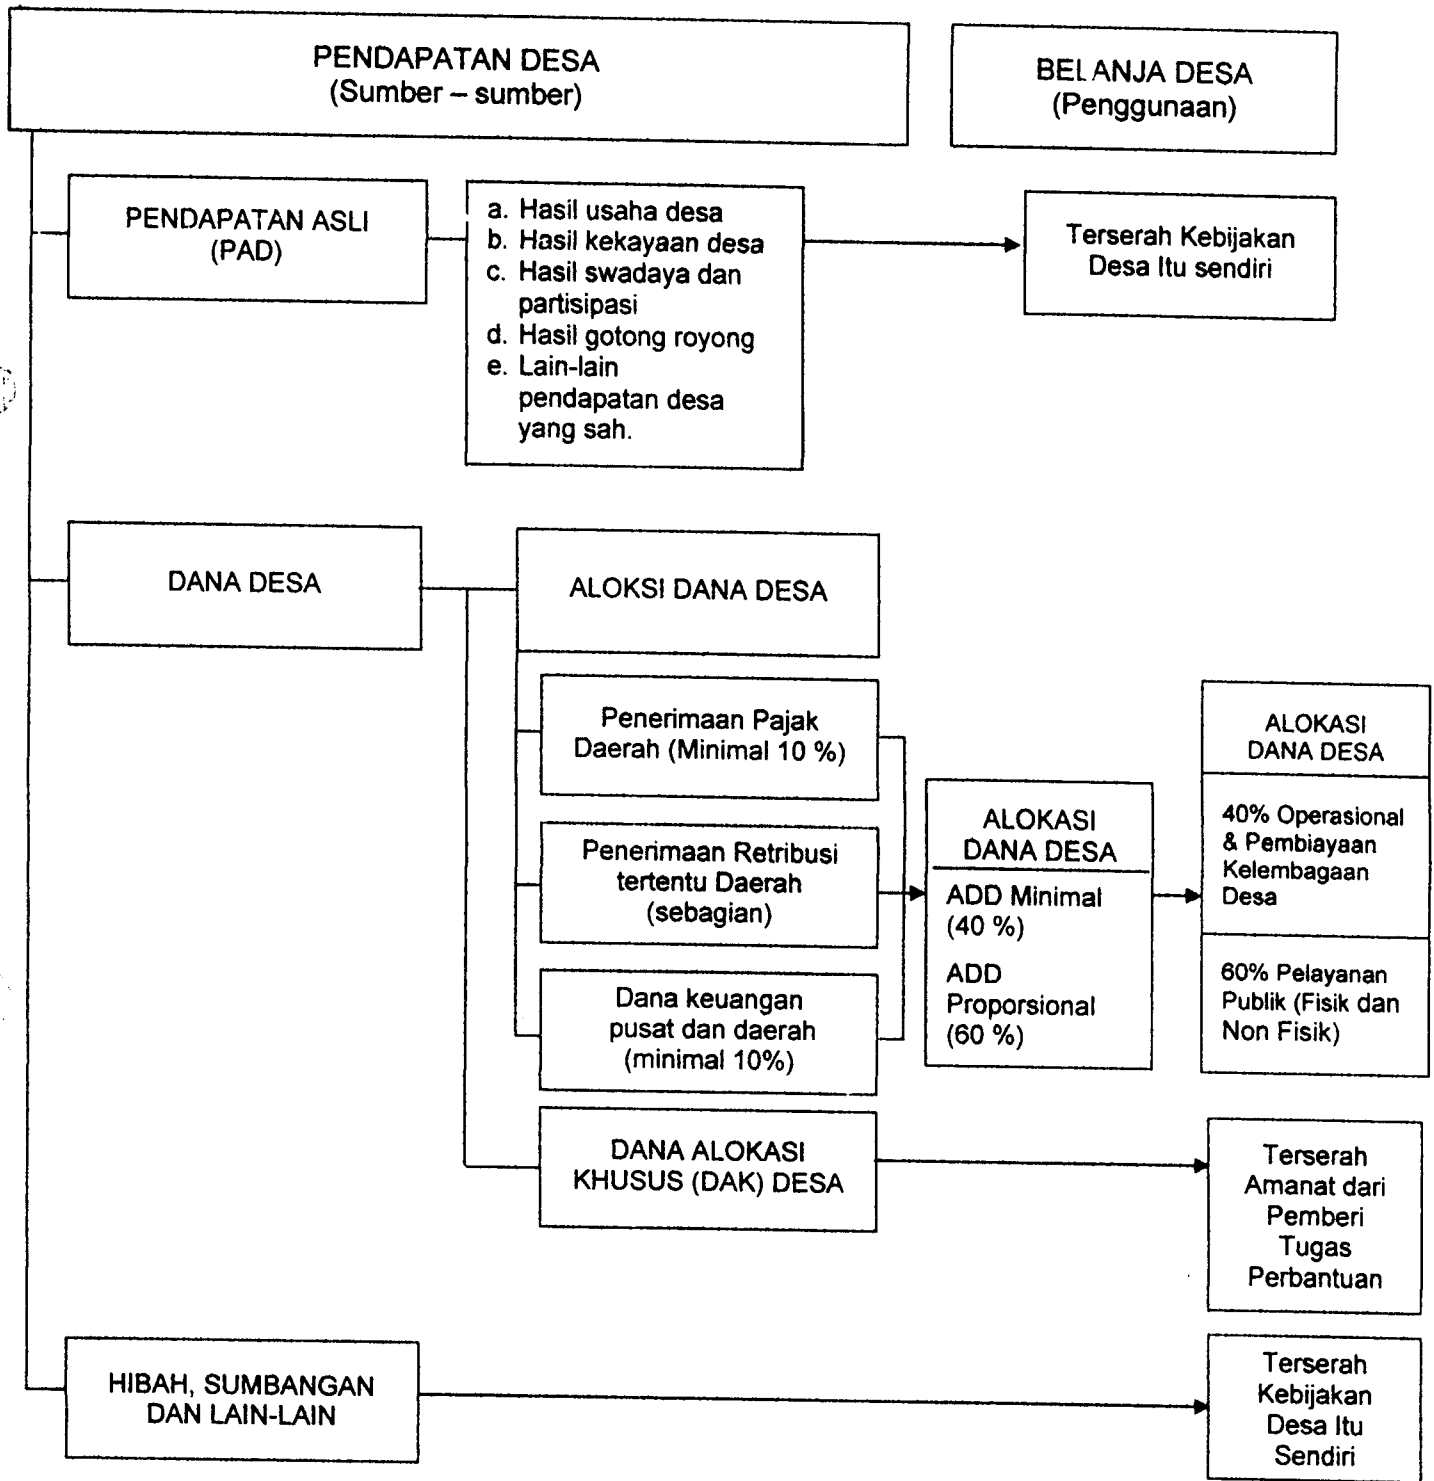 PENDAPATAN DESA
(Sumber – sumber)
BELANJA DESA
(Penggunaan)
PENDAPATAN ASLI
(PAD)
a. Hasil usaha desa
b. Hasil kekayaan desa
c. Hasil swadaya dan
partisipasi
d. Hasil gotong royong
e. Lain-lain
pendapatan desa
yang sah.
Terserah Kebijakan
Desa Itu sendiri
DANA DESA
ALOKSI DANA DESA
Penerimaan Pajak
Daerah (Minimal 10 %)
Penerimaan Retribusi
tertentu Daerah
(sebagian)
Dana keuangan
pusat dan daerah
(minimal 10%)
ALOKASI
DANA DESA
ADD Minimal
(40 %)
ADD
Proporsional
(60 %)
ALOKASI
DANA DESA
40% Operasional
& Pembiayaan
Kelembagaan
Desa
60% Pelayanan
Publik (Fisik dan
Non Fisik)
DANA ALOKASI
KHUSUS (DAK) DESA
Terserah
Amanat dari
Pemberi
Tugas
Perbantuan
HIBAH, SUMBANGAN
DAN LAIN-LAIN
Terserah
Kebijakan
Desa Itu
Sendiri